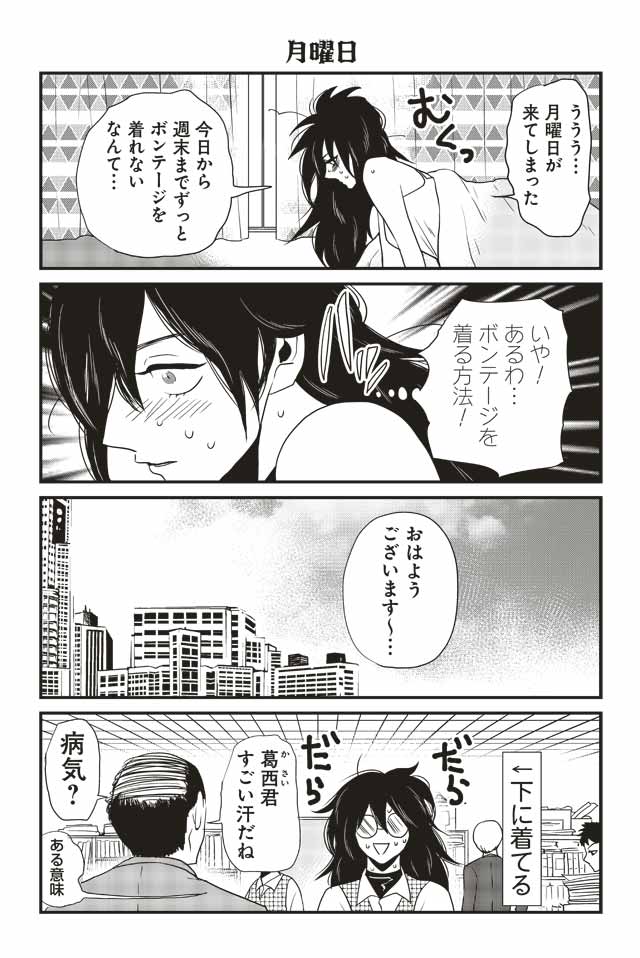 月曜日
ううう…
月曜日が
来てしまった
むくっ
今日から
週末までずっと
ボンテージを
着れない
なんて…
いや！
あるわ…
ボンテージを
着る方法！
おはよう
ございます～…
←下に着てる
だら
だら
葛西君
かさい
すごい汗だね
病気？
ある意味